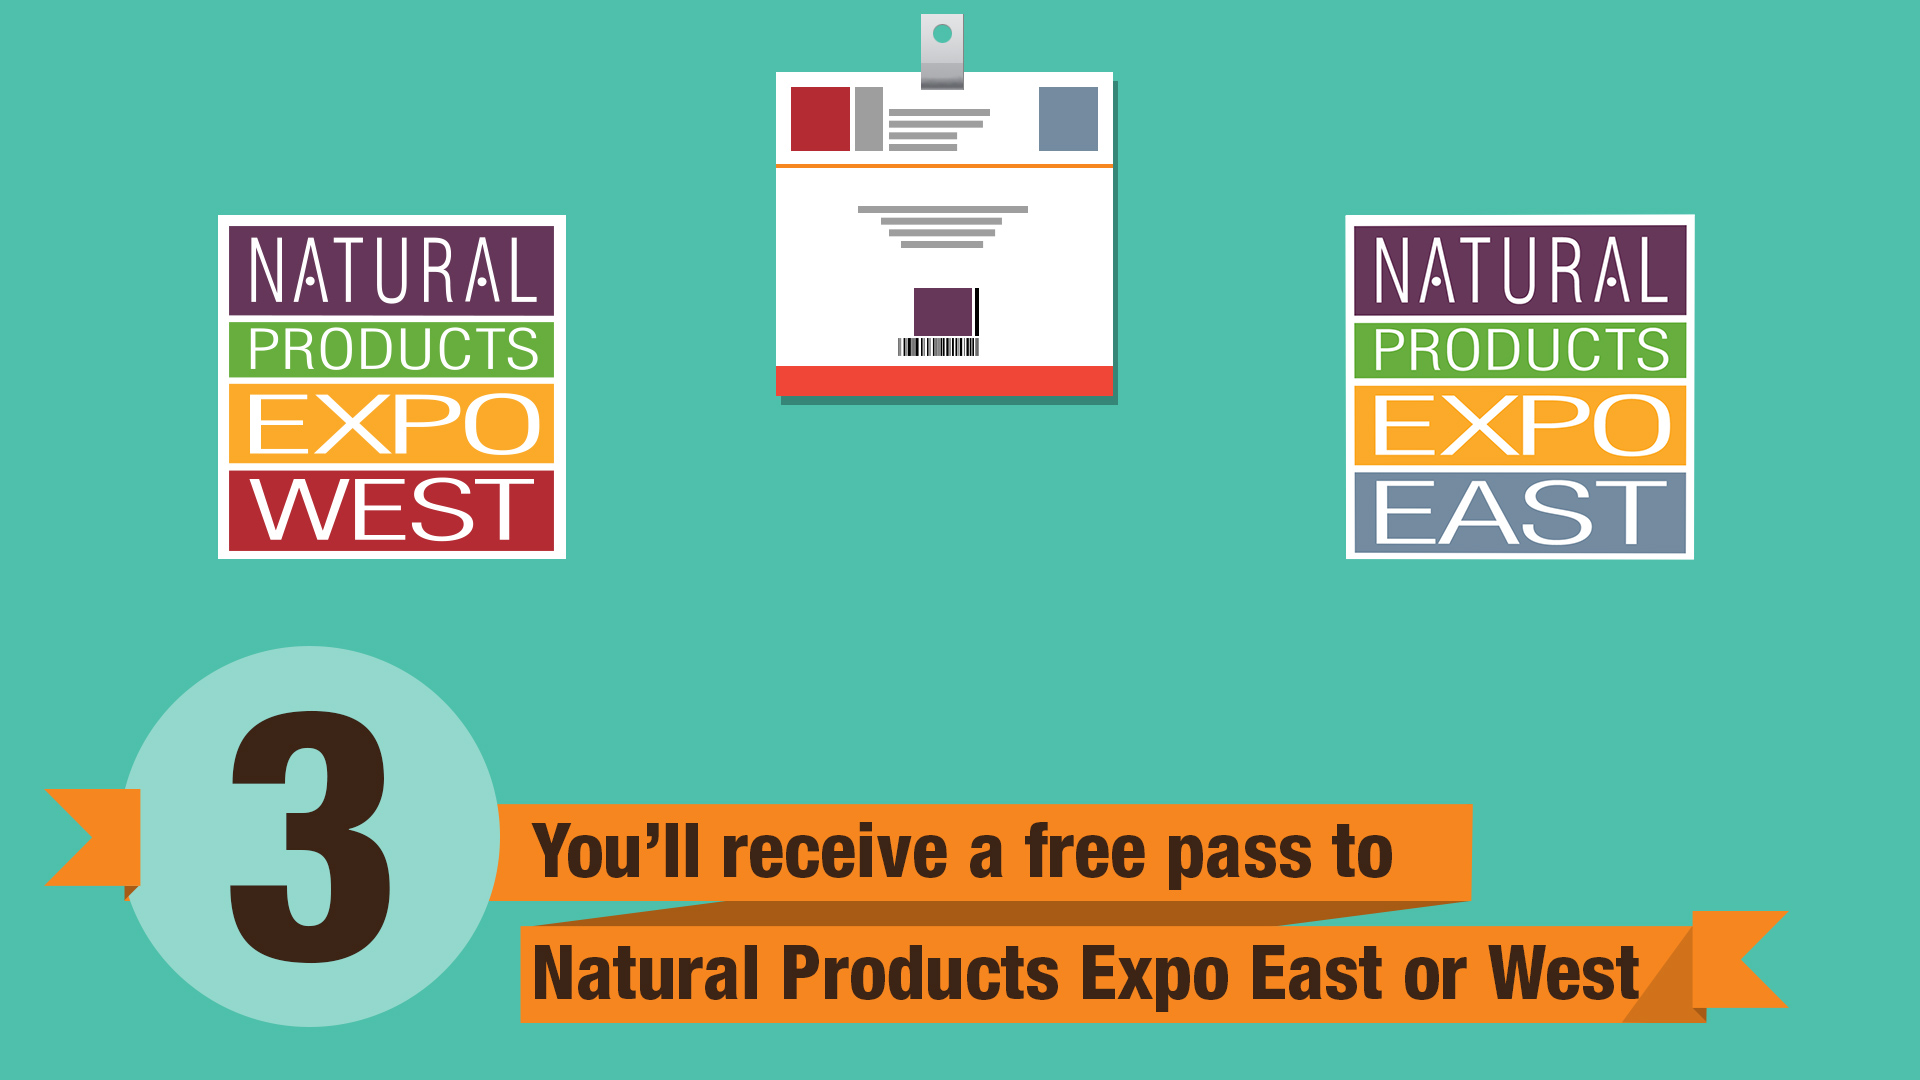 NATURAL
PRODUCTS
EXPO
WEST
NATURAL
PRODUCTS
EXPO
EAST
3
You’ll receive a free pass to
Natural Products Expo East or West